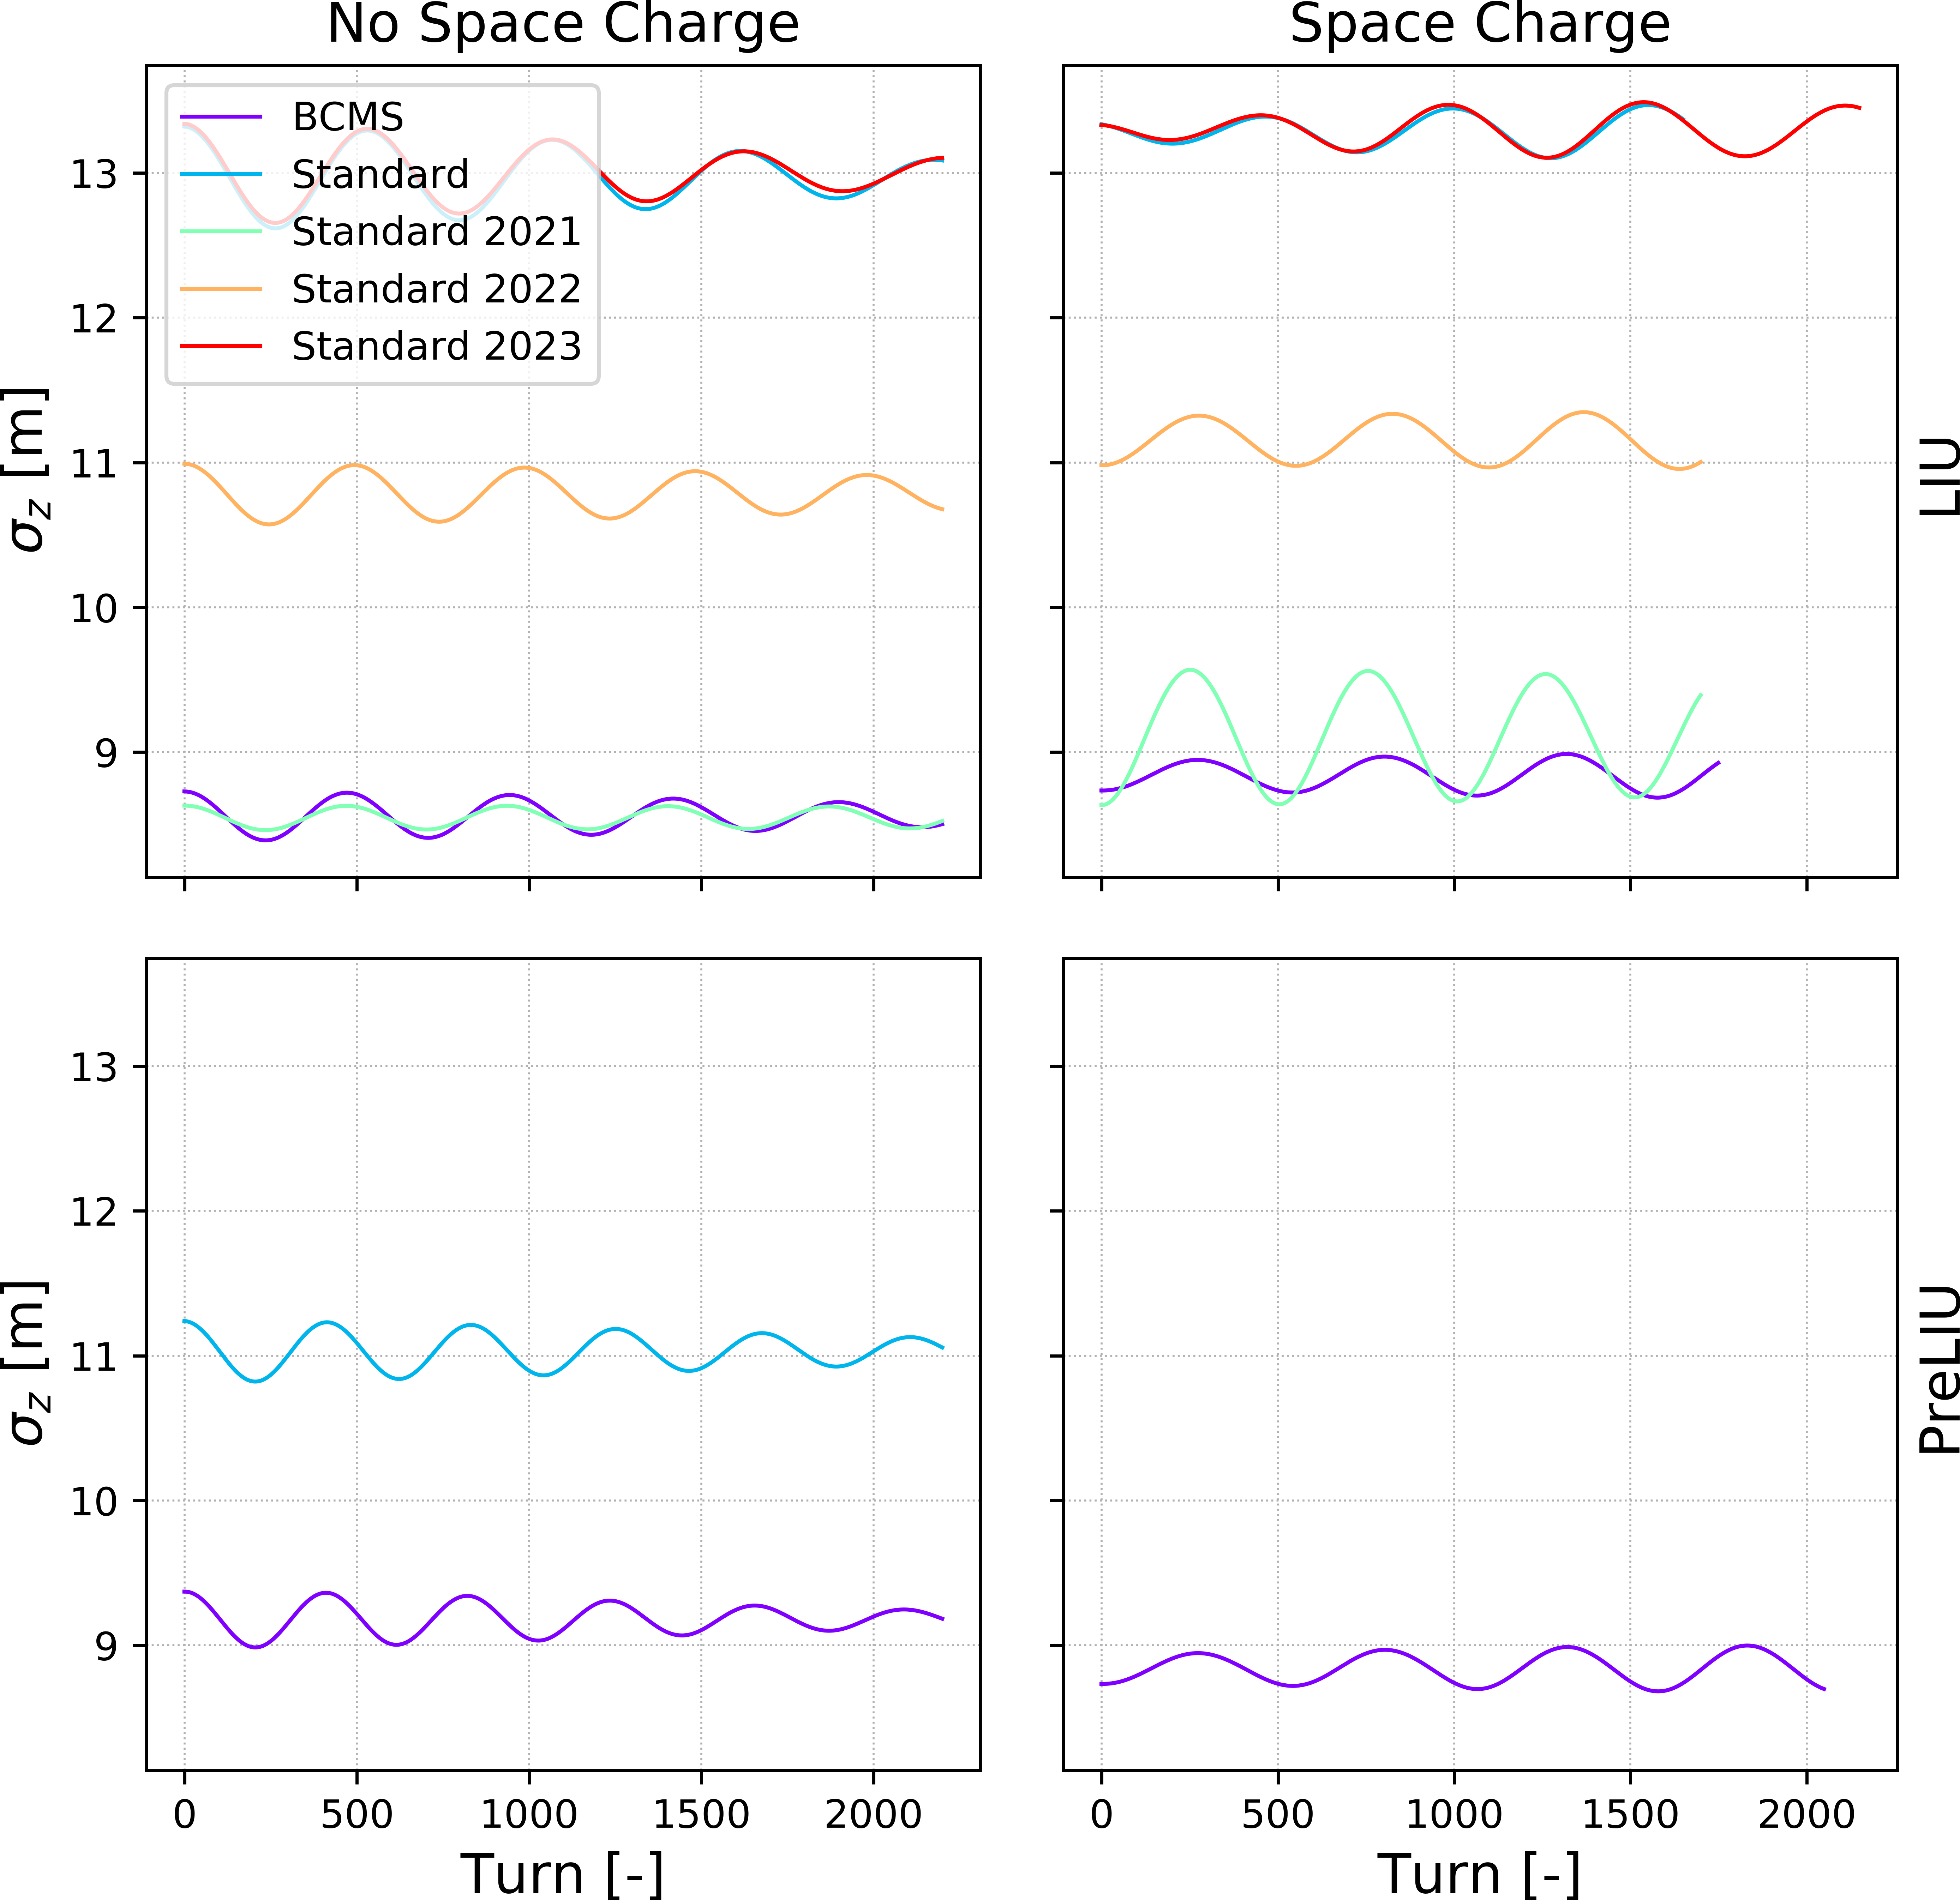 No Space Charge
Space Charge
BCMS
Standard
Standard 2021
Standard 2022
Standard 2023
13
12
11
10
9
σz [m]
LIU
13
12
11
10
9
σz [m]
PreLIU
0 500 1000 1500 2000
0 500 1000 1500 2000
Turn [-]
Turn [-]